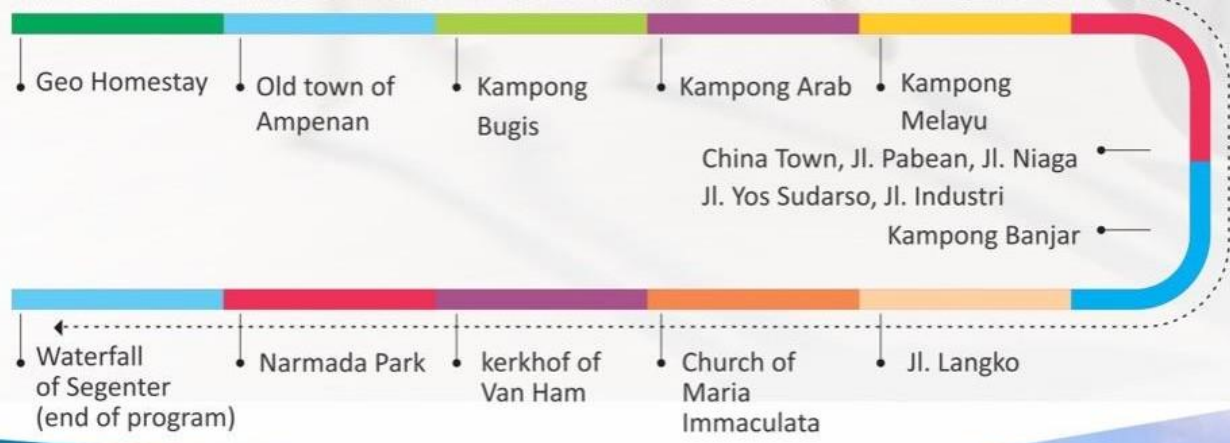 Geo Homestay
Old town of
Ampenan
Kampong
Bugis
Kampong Arab
Kampong
Melayu
China Town, Jl. Pabean, Jl. Niaga
Jl. Yos Sudarso, Jl. Industri
Kampong Banjar
Waterfall
of Segenter
(end of program)
Narmada Park
kerkhof of
Van Ham
Church of
Maria
Immaculata
Jl. Langko